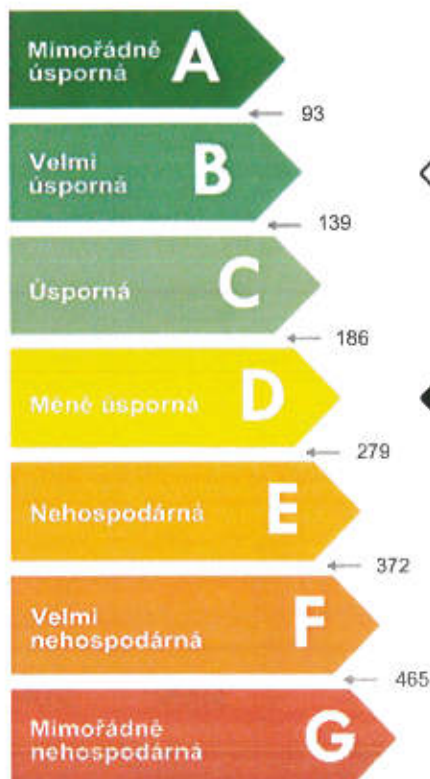 Mimořádně
úsporná
A
93
Velmi
úsporná
B
139
Úsporná
C
186
Méně úsporná
D
279
Nehospodárná
E
372
Velmi
nehospodárná
F
465
Mimořádně
nehospodárná
G